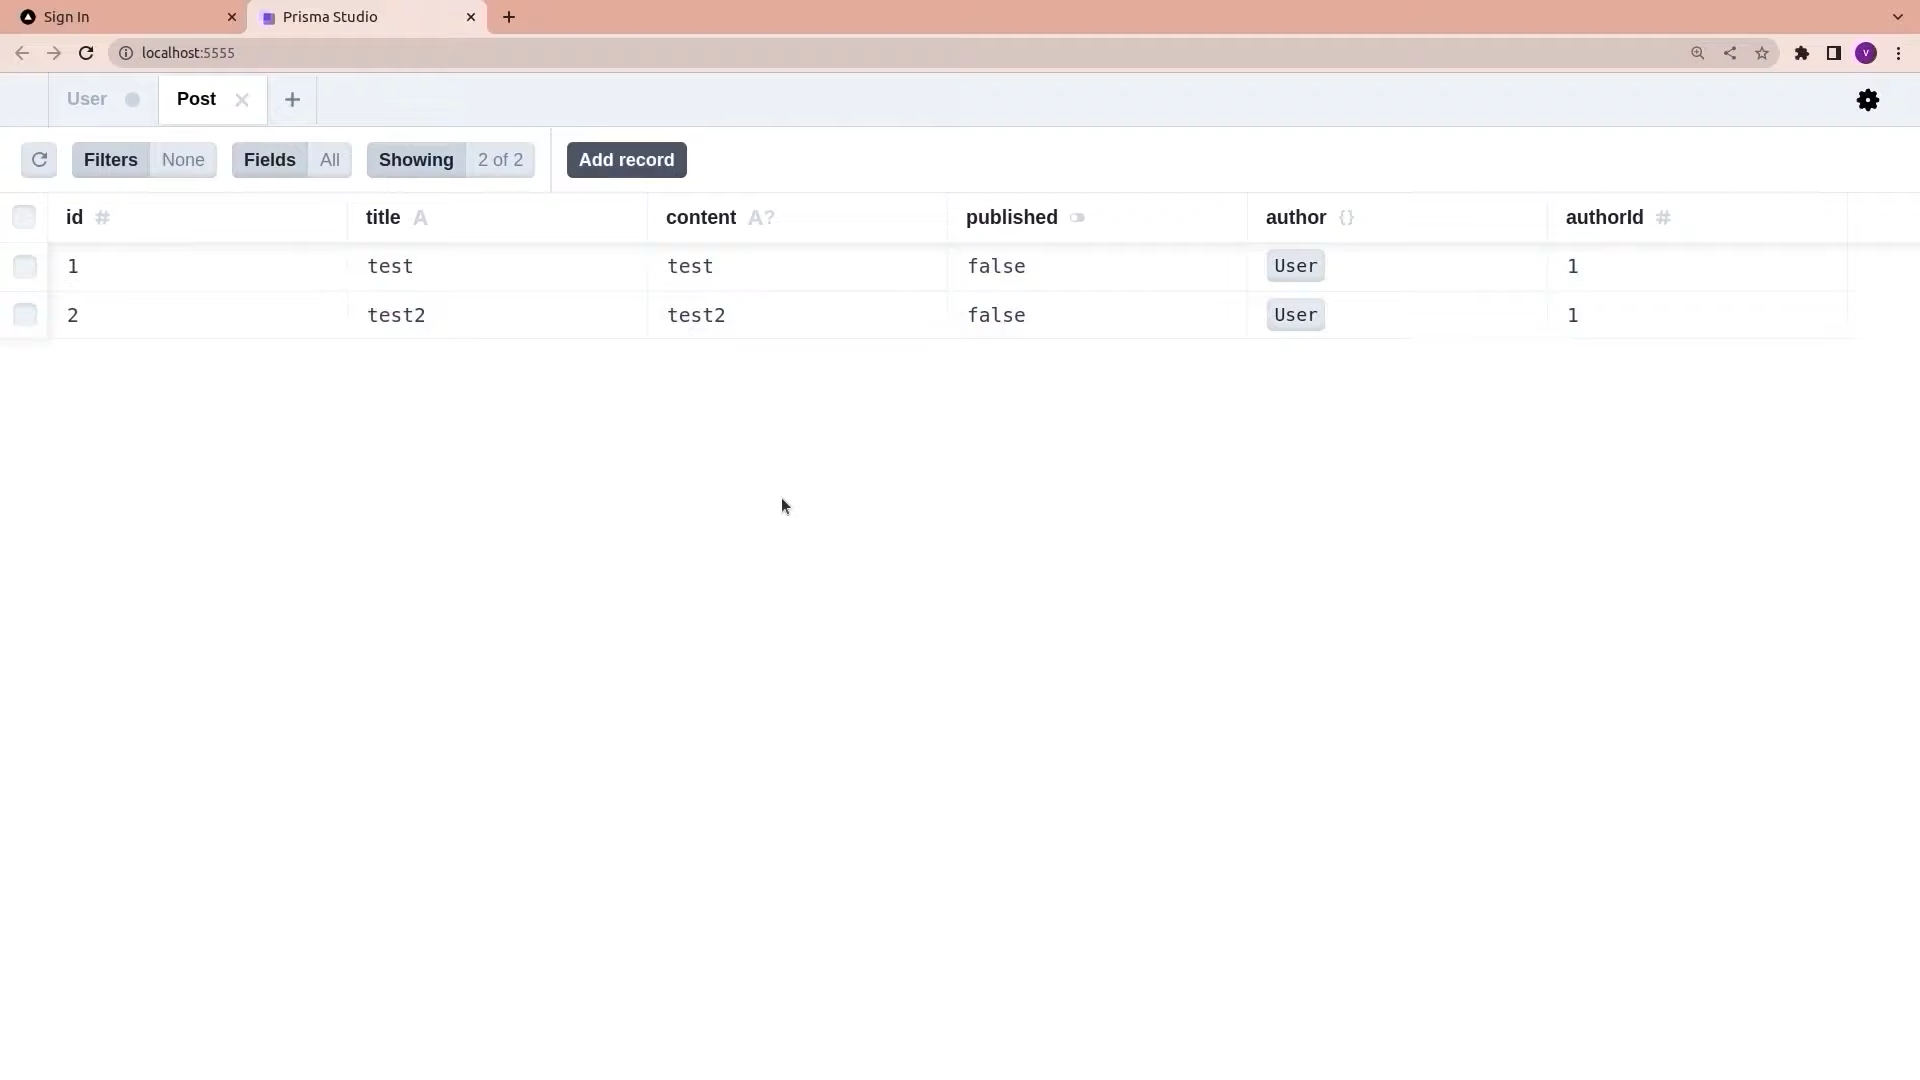 Sign In
Prisma Studio
localhost:5555
V
User
Post
Filters None
Fields All
Showing 2 of 2
Add record
id # title A content A? published author {} authorId #
1 test test false User 1
2 test2 test2 false User 1